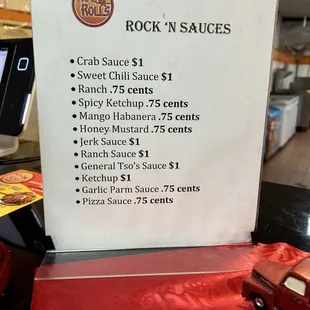 ROLLS
ROCK 'N SAUCES
• Crab Sauce $1
• Sweet Chili Sauce $1
• Ranch .75 cents
• Spicy Ketchup .75 cents
• Mango Habanera .75 cents
• Honey Mustard .75 cents
• Jerk Sauce $1
• Ranch Sauce $1
• General Tso's Sauce $1
• Ketchup $1
• Garlic Parm Sauce .75 cents
• Pizza Sauce .75 cents